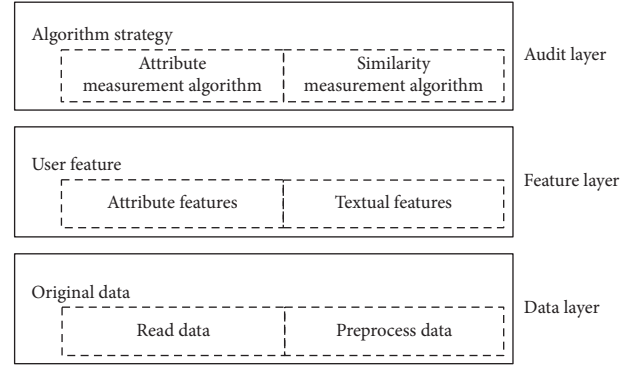 Algorithm strategy
Attribute
measurement algorithm
Similarity
measurement algorithm
Audit layer
User feature
Attribute features
Textual features
Feature layer
Original data
Read data
Preprocess data
Data layer